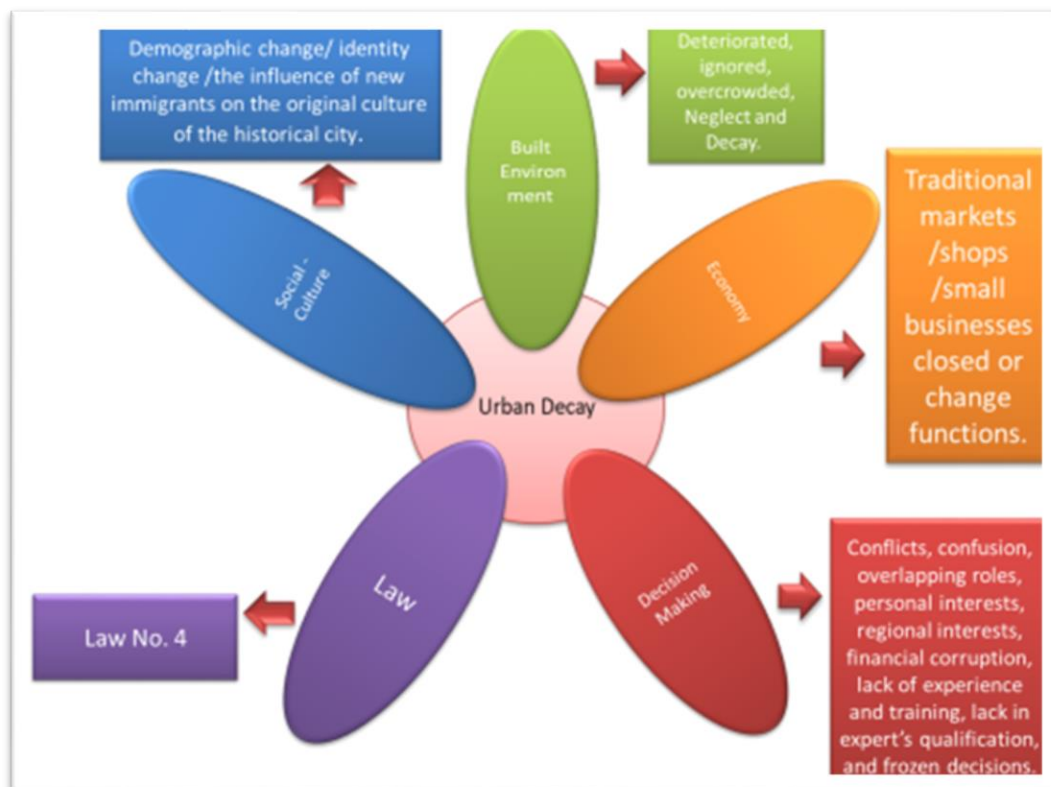 Demographic change/ identity
change /the influence of new
immigrants on the original culture
of the historical city.
Deteriorated,
ignored,
overcrowded,
Neglect and
Decay.
Built
Environ
ment
Social -
Culture
Economy
Traditional
markets
/shops
/small
businesses
closed or
change
functions.
Urban Decay
Law
Law No. 4
Decision
Making
Conflicts, confusion,
overlapping roles,
personal interests,
regional interests,
financial corruption,
lack of experience
and training, lack in
expert's qualification,
and frozen decisions.